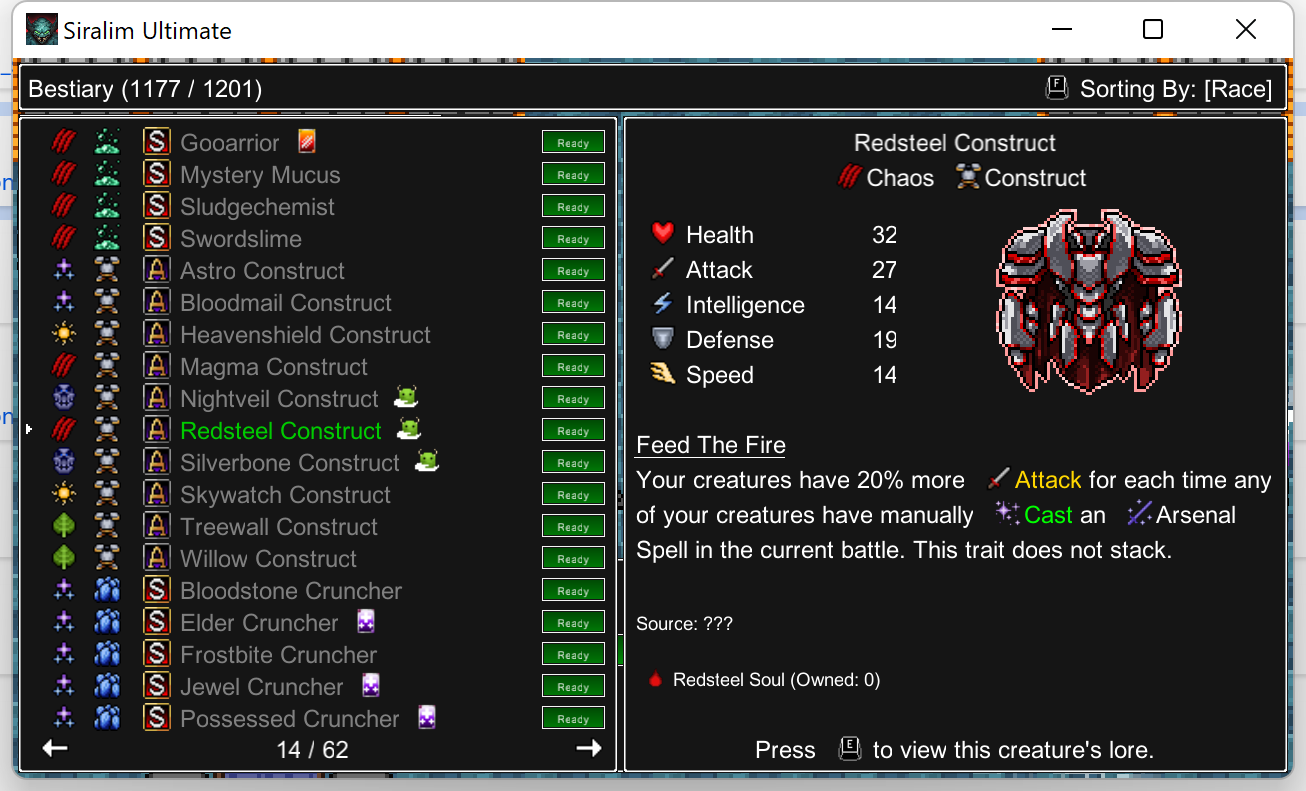 Siralim Ultimate
Bestiary (1177 / 1201)
F Sorting By: [Race]
S Gooarrior Ready
S Mystery Mucus Ready
S Sludgechemist Ready
S Swordslime Ready
A Astro Construct Ready
A Bloodmail Construct Ready
A Heavenshield Construct Ready
A Magma Construct Ready
A Nightveil Construct Ready
A Redsteel Construct Ready
A Silverbone Construct Ready
A Skywatch Construct Ready
A Treewall Construct Ready
A Willow Construct Ready
S Bloodstone Cruncher Ready
S Elder Cruncher Ready
S Frostbite Cruncher Ready
S Jewel Cruncher Ready
S Possessed Cruncher Ready
14 / 62
Redsteel Construct
Chaos Construct
Health 32
Attack 27
Intelligence 14
Defense 19
Speed 14
Feed The Fire
Your creatures have 20% more Attack for each time any
of your creatures have manually Cast an Arsenal
Spell in the current battle. This trait does not stack.
Source: ???
Redsteel Soul (Owned: 0)
Press E to view this creature's lore.